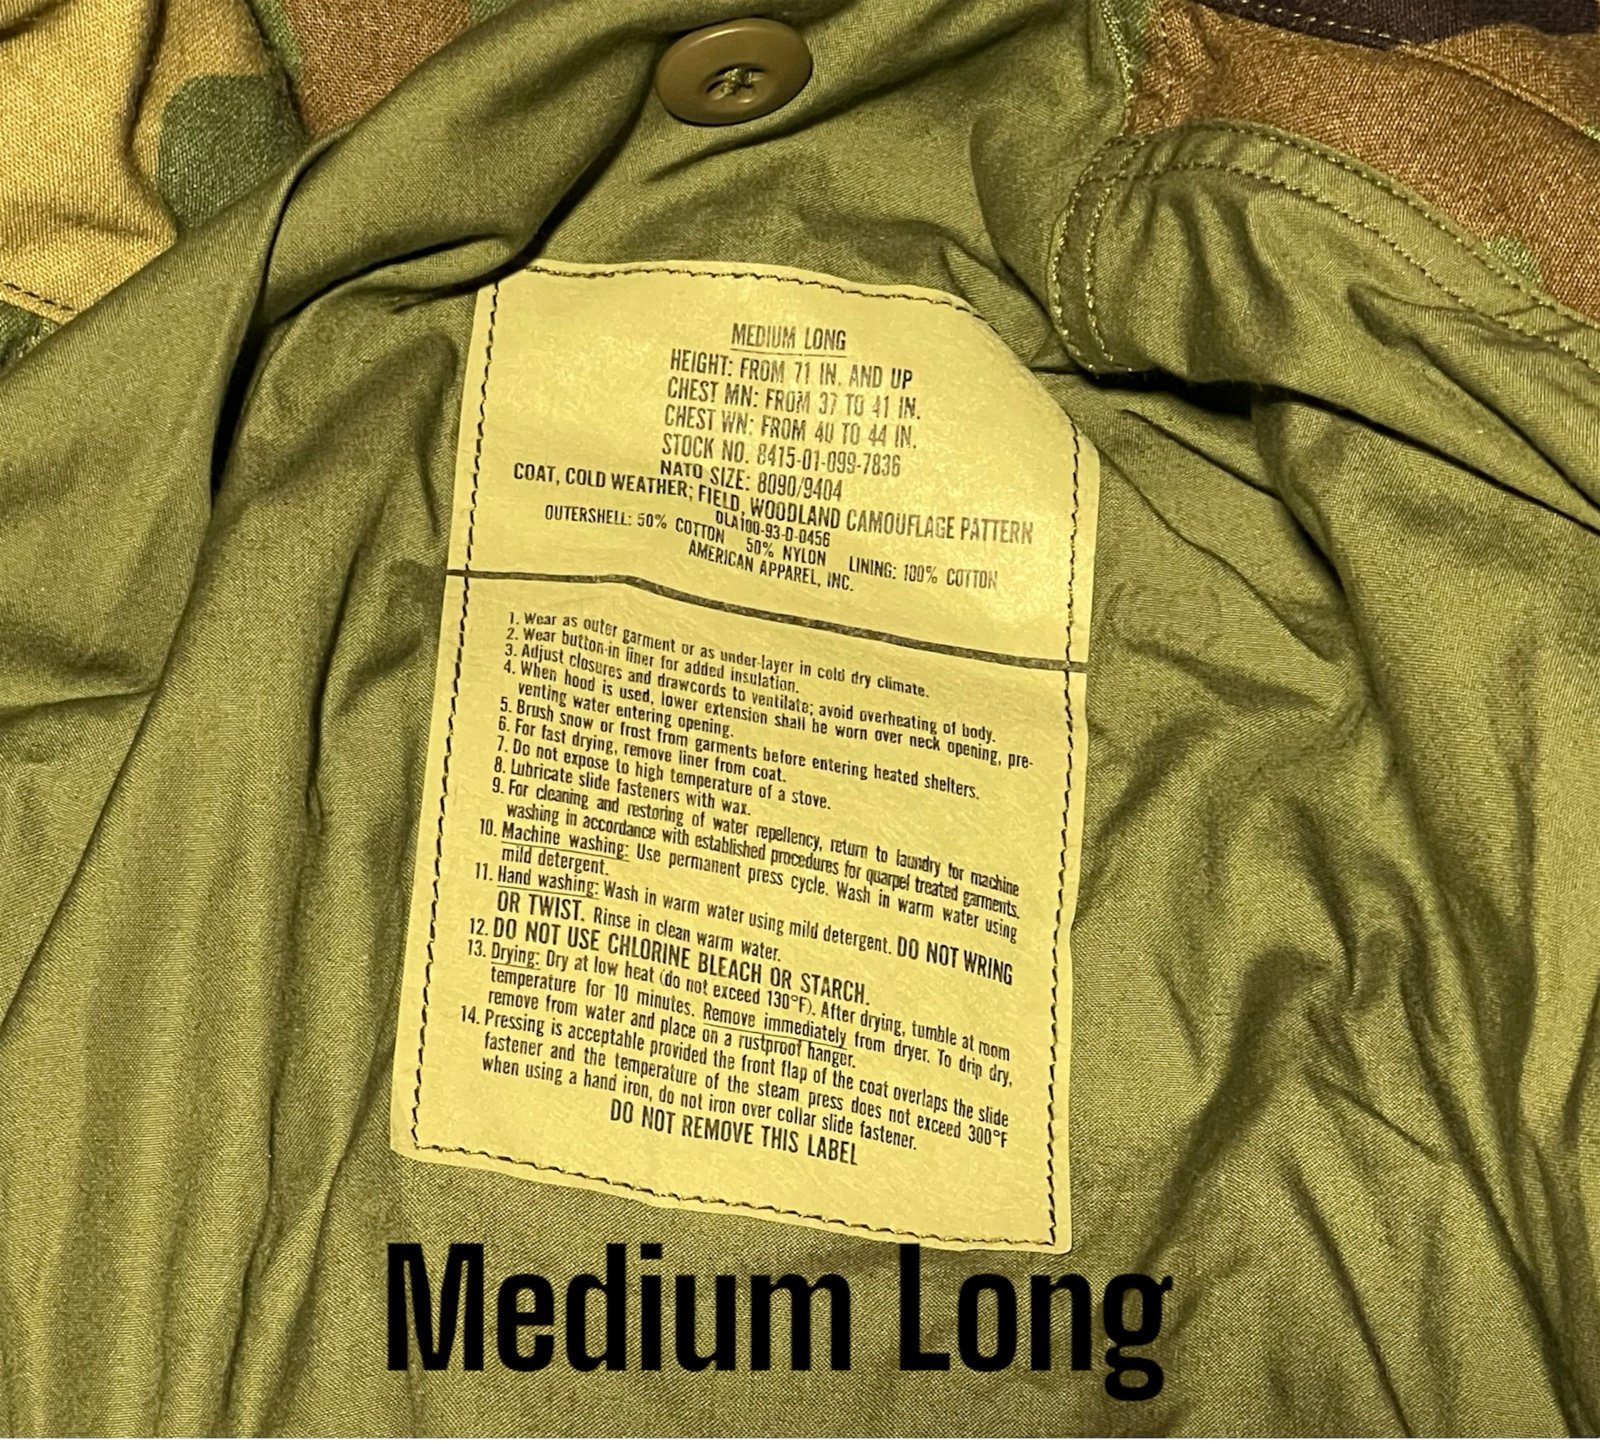 MEDIUM LONG
HEIGHT: FROM 71 IN. AND UP
CHEST MN: FROM 37 TO 41 IN.
CHEST WN: FROM 40 TO 44 IN.
STOCK NO. 8415-01-099-7836
NATO SIZE: 8090/9404
COAT, COLD WEATHER; FIELD, WOODLAND CAMOUFLAGE PATTERN
DLA100-93-D-0456
OUTERSHELL: 50% COTTON 50% NYLON LINING: 100% COTTON
AMERICAN APPAREL, INC.
1. Wear as outer garment or as under-layer in cold dry climate.
2. Wear button-in liner for added insulation.
3. Adjust closures and drawcords to ventilate; avoid overheating of body.
4. When hood is used, lower extension shall be worn over neck opening, pre-
venting water entering opening.
5. Brush snow or frost from garments before entering heated shelters.
6. For fast drying, remove liner from coat.
7. Do not expose to high temperature of a stove.
8. Lubricate slide fasteners with wax.
9. For cleaning and restoring of water repellency, return to laundry for machine
washing in accordance with established procedures for quarpel treated garments.
10. Machine washing: Use permanent press cycle. Wash in warm water using
mild detergent.
11. Hand washing: Wash in warm water using mild detergent. DO NOT WRING
OR TWIST. Rinse in clean warm water.
12. DO NOT USE CHLORINE BLEACH OR STARCH.
13. Drying: Dry at low heat (do not exceed 130°F). After drying, tumble at room
temperature for 10 minutes. Remove immediately from dryer. To drip dry,
remove from water and place on a rustproof hanger.
14. Pressing is acceptable provided the front flap of the coat overlaps the slide
fastener and the temperature of the steam press does not exceed 300°F
when using a hand iron, do not iron over collar slide fastener.
DO NOT REMOVE THIS LABEL
Medium Long